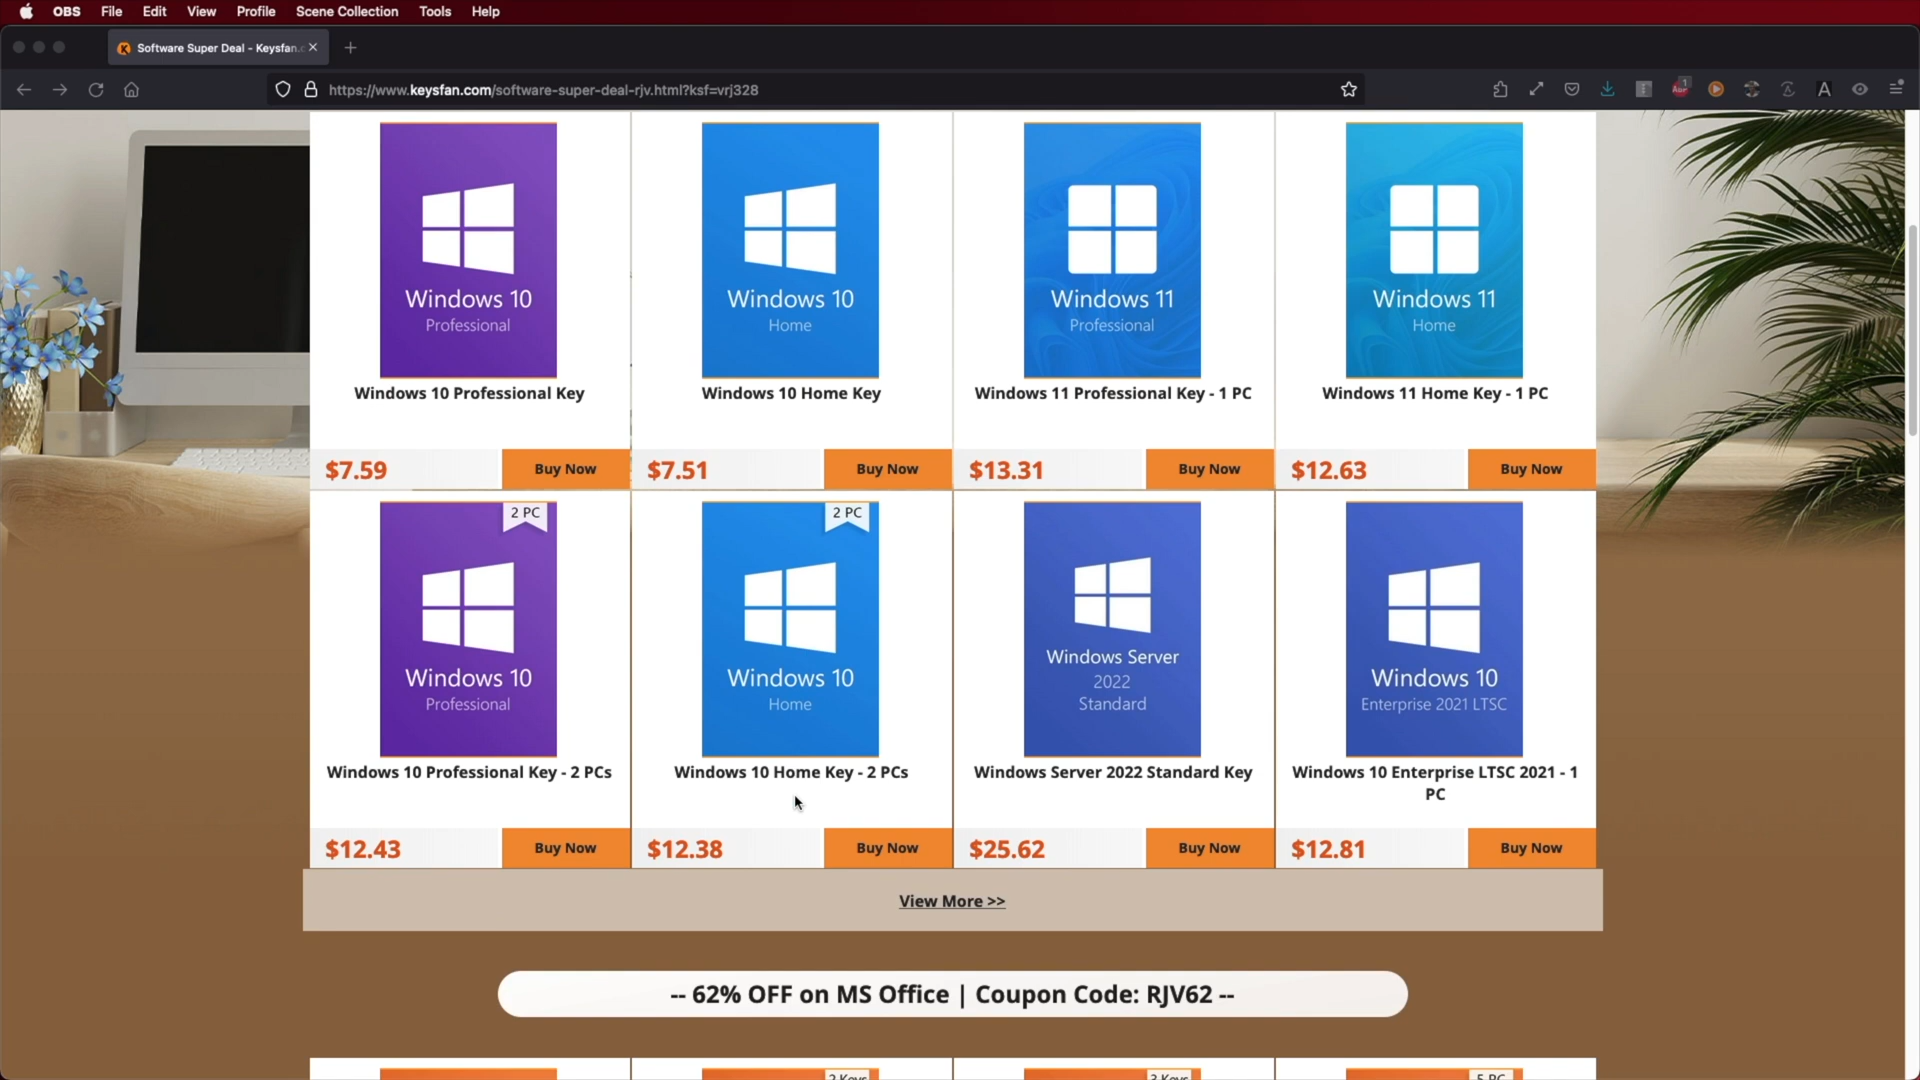 OBS File Edit View Profile Scene Collection Tools Help
Software Super Deal – Keysfan.c
https://www.keysfan.com/software-super-deal-rjv.html?ksf=vrj328
1
A
Windows 10
Professional
Windows 10
Home
Windows 11
Professional
Windows 11
Home
Windows 10 Professional Key
Windows 10 Home Key
Windows 11 Professional Key - 1 PC
Windows 11 Home Key - 1 PC
$7.59 Buy Now
$7.51 Buy Now
$13.31 Buy Now
$12.63 Buy Now
2 PC
Windows 10
Professional
2 PC
Windows 10
Home
Windows Server
2022
Standard
Windows 10
Enterprise 2021 LTSC
Windows 10 Professional Key - 2 PCs
Windows 10 Home Key - 2 PCs
Windows Server 2022 Standard Key
Windows 10 Enterprise LTSC 2021 - 1
PC
$12.43 Buy Now
$12.38 Buy Now
$25.62 Buy Now
$12.81 Buy Now
View More >>
-- 62% OFF on MS Office | Coupon Code: RJV62 --
2 Keys
3 Keys
5 PC